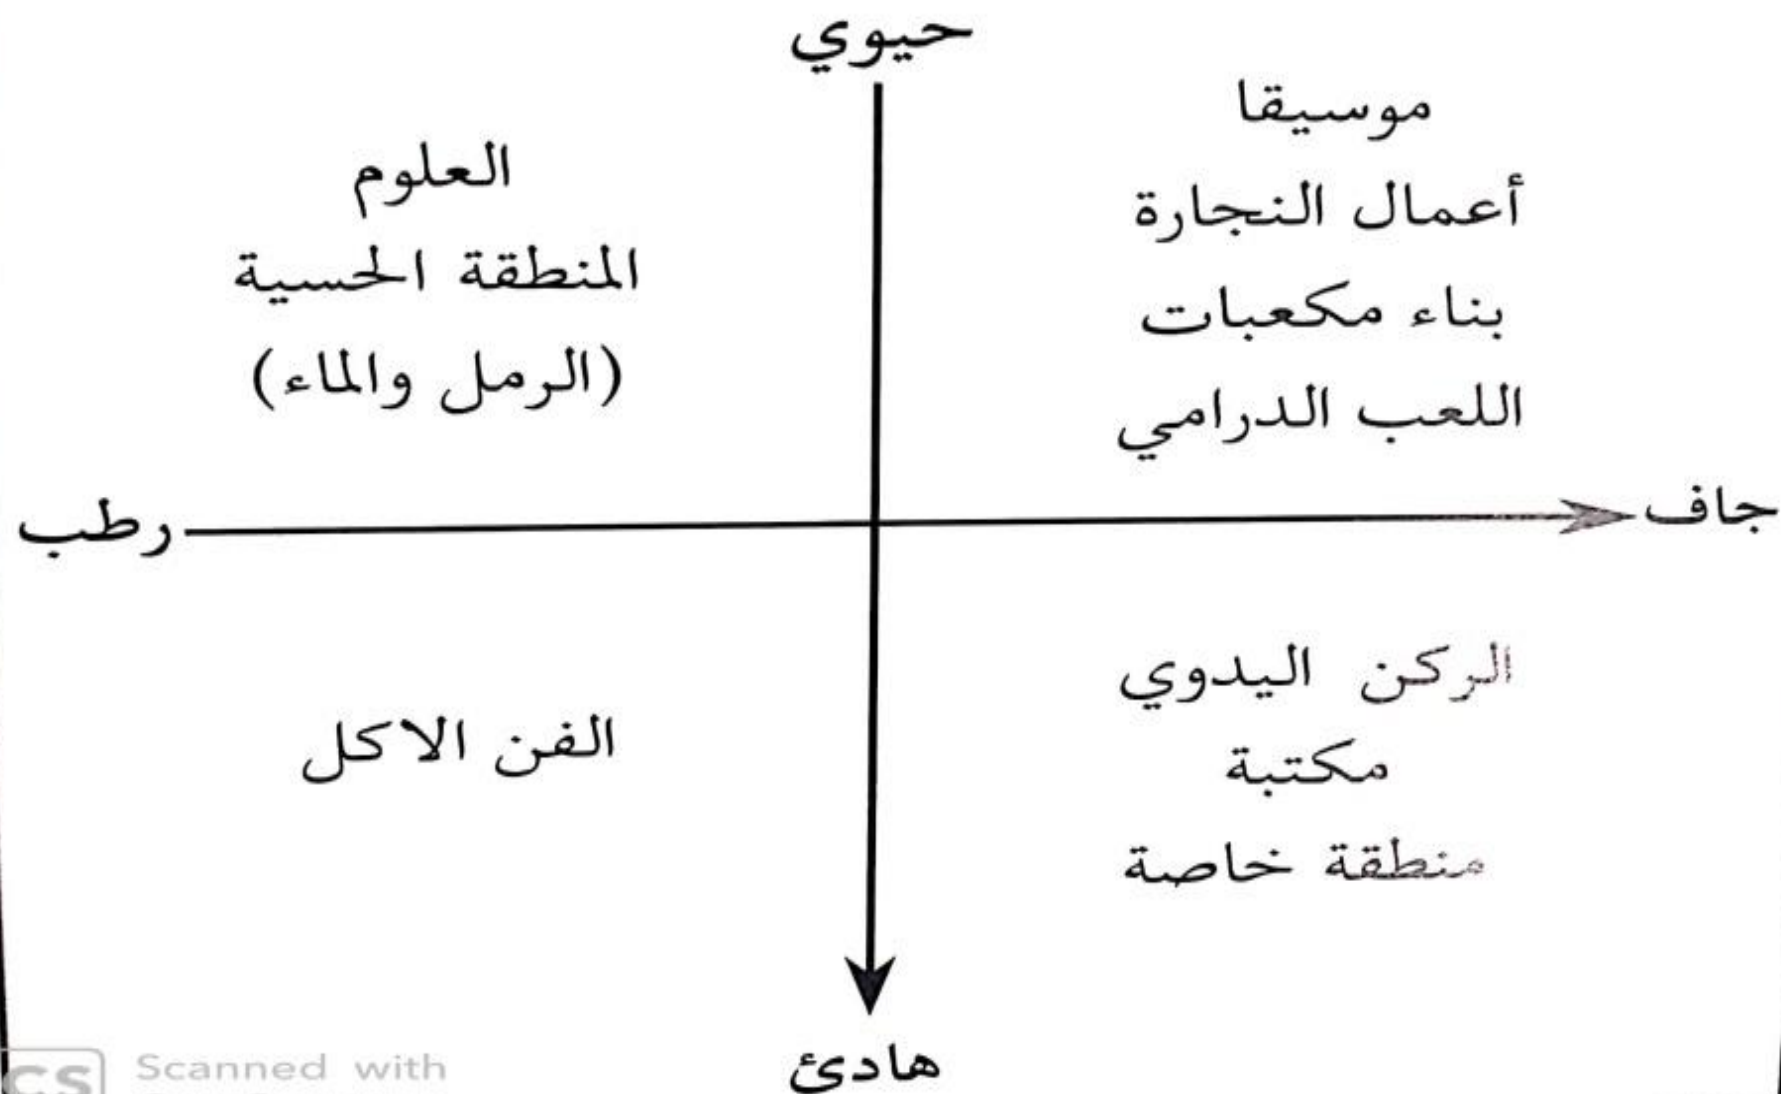 حيوي
موسيقا
أعمال النجارة
بناء مكعبات
اللعب الدرامي
العلوم
المنطقة الحسية
(الرمل والماء)
جاف
رطب
الركن اليدوي
مكتبة
منطقة خاصة
الفن الاكل
هادئ
CS Scanned with